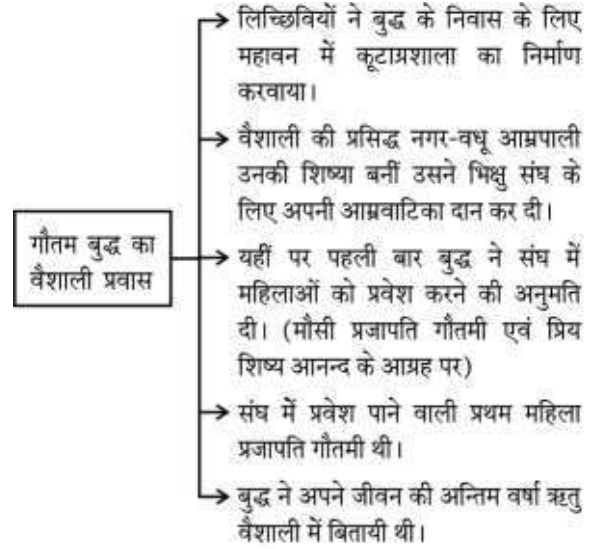 लिच्छिवियों ने बुद्ध के निवास के लिए
महावन में कूटाग्रशाला का निर्माण
करवाया।
वैशाली की प्रसिद्ध नगर-वधू आम्रपाली
उनकी शिष्या बनीं उसने भिक्षु संघ के
लिए अपनी आम्रवाटिका दान कर दी।
गौतम बुद्ध का
वैशाली प्रवास
यहीं पर पहली बार बुद्ध ने संघ में
महिलाओं को प्रवेश करने की अनुमति
दी। (मौसी प्रजापति गौतमी एवं प्रिय
शिष्य आनन्द के आग्रह पर)
संघ में प्रवेश पाने वाली प्रथम महिला
प्रजापति गौतमी थी।
बुद्ध ने अपने जीवन की अन्तिम वर्षा ऋतु
वैशाली में बितायी थी।